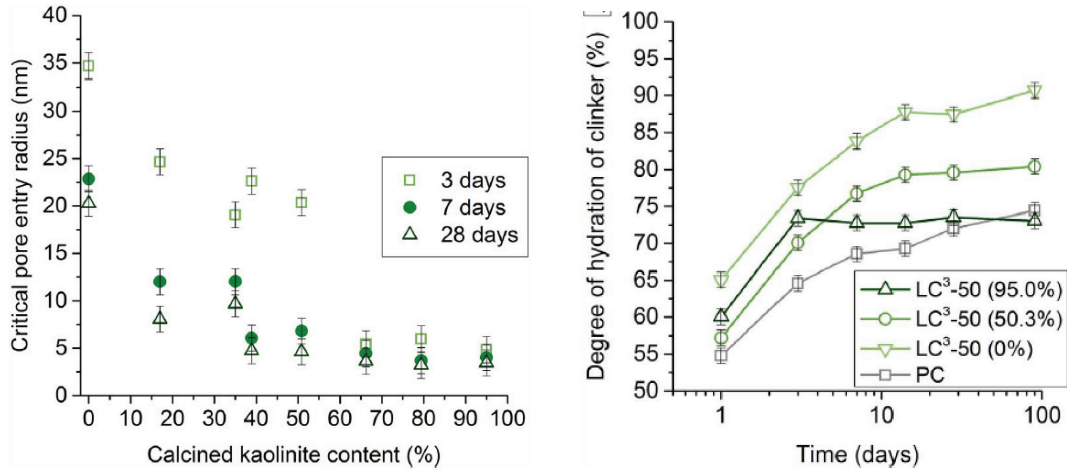 40
35
30
25
20
15
10
5
0
Critical pore entry radius (nm)
3 days
7 days
28 days
0 10 20 30 40 50 60 70 80 90 100
Calcined kaolinite content (%)
100
95
90
85
80
75
70
65
60
55
50
Degree of hydration of clinker (%)
LC³-50 (95.0%)
LC³-50 (50.3%)
LC³-50 (0%)
PC
1 10 100
Time (days)